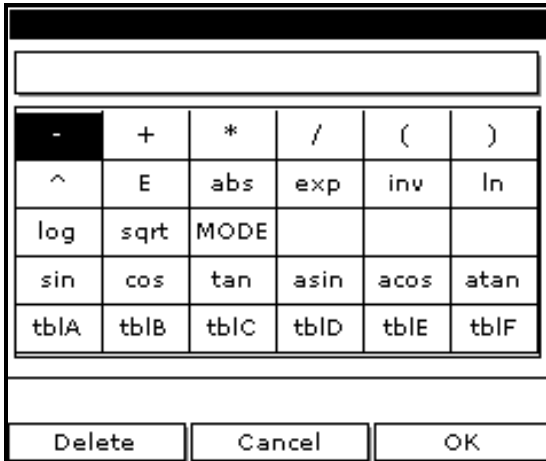 - + * / ( )
^ E abs exp inv ln
log sqrt MODE
sin cos tan asin acos atan
tblA tblB tblC tblD tblE tblF
Delete Cancel OK